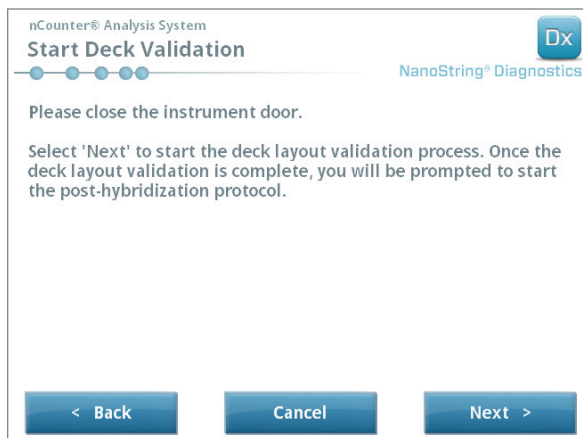 nCounter® Analysis System
Start Deck Validation
Dx
NanoString® Diagnostics
Please close the instrument door.
Select 'Next' to start the deck layout validation process. Once the
deck layout validation is complete, you will be prompted to start
the post-hybridization protocol.
< Back
Cancel
Next >